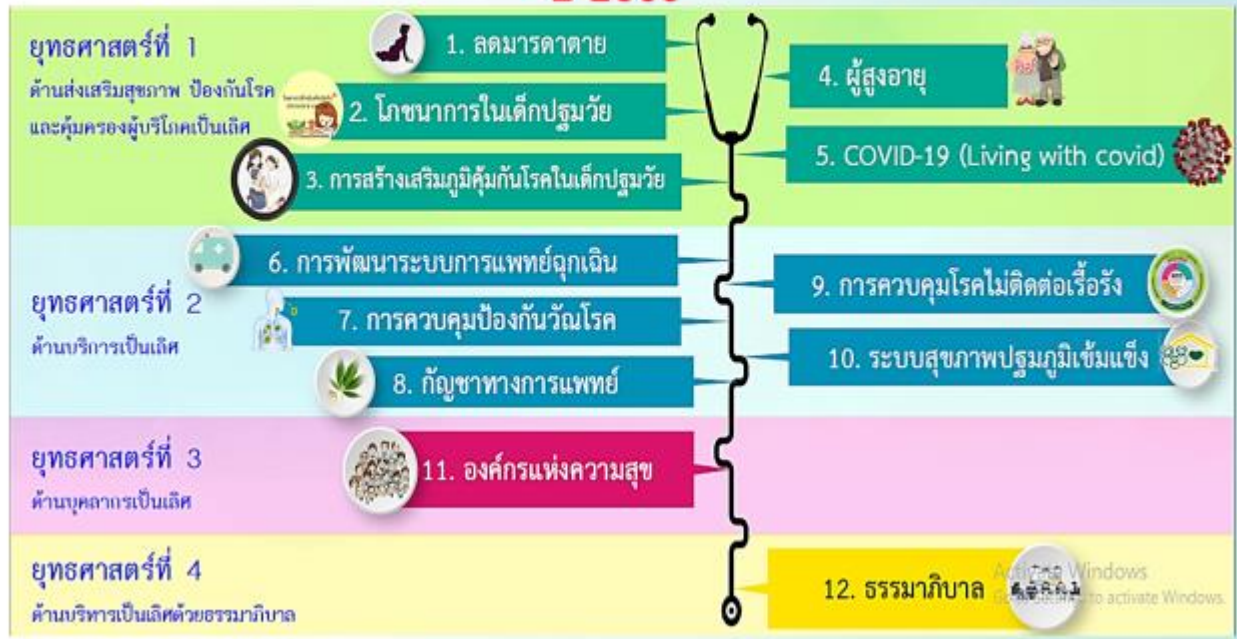 ยุทธศาสตร์ที่ 1
ด้านส่งเสริมสุขภาพ ป้องกันโรค
และคุ้มครองผู้บริโภคเป็นเลิศ
1. ลดมารดาตาย
2. โภชนาการในเด็กปฐมวัย
3. การสร้างเสริมภูมิคุ้มกันโรคในเด็กปฐมวัย
4. ผู้สูงอายุ
5. COVID-19 (Living with covid)
ยุทธศาสตร์ที่ 2
ด้านบริการเป็นเลิศ
6. การพัฒนาระบบการแพทย์ฉุกเฉิน
7. การควบคุมป้องกันวัณโรค
8. กัญชาทางการแพทย์
9. การควบคุมโรคไม่ติดต่อเรื้อรัง
10. ระบบสุขภาพปฐมภูมิเข้มแข็ง
ยุทธศาสตร์ที่ 3
ด้านบุคลากรเป็นเลิศ
11. องค์กรแห่งความสุข
ยุทธศาสตร์ที่ 4
ด้านบริหารเป็นเลิศด้วยธรรมาภิบาล
12. ธรรมาภิบาล
Activate Windows
to activate Windows.